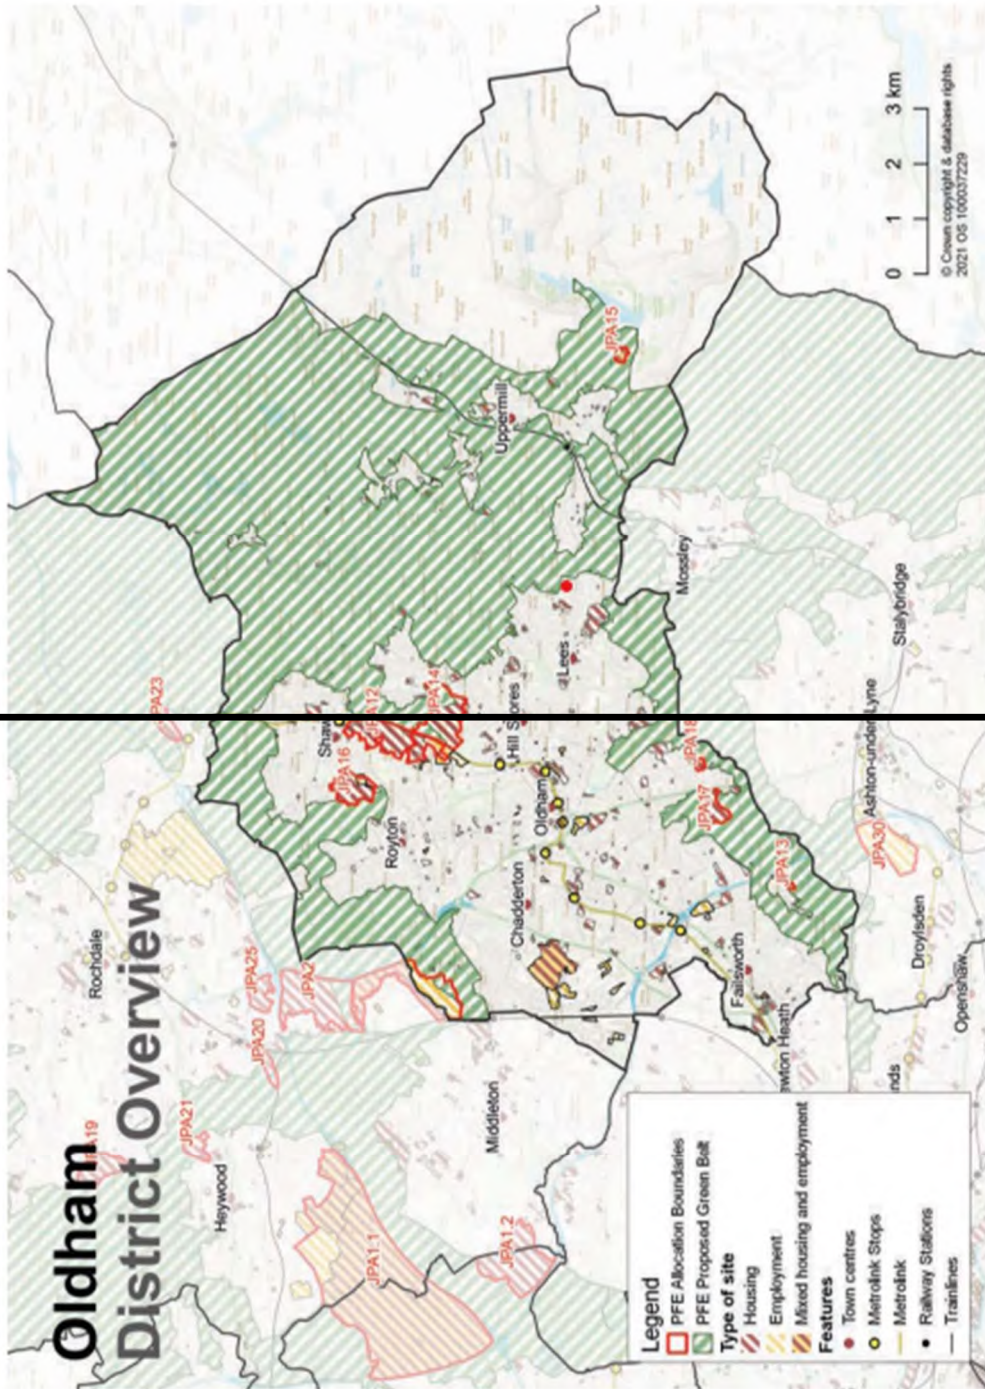 Oldham
District Overview
JPA19
JPA21
Heywood
JPA20
JPA25
Rochdale
JPA2
JPA23
JPA1.1
JPA1.2
Middleton
Royton
JPA16
JPA12
JPA14
Chadderton
Oldham
Lees
Uppermill
JPA15
Failsworth
JPA13
JPA17
JPA18
Mossley
Droylsden
JPA30
Ashton-under-Lyne
Stalybridge
Openshaw
Legend
PFE Allocation Boundaries
PFE Proposed Green Belt
Type of site
Housing
Employment
Mixed housing and employment
Features
Town centres
Metrolink Stops
Metrolink
Railway Stations
Trainlines
0 1 2 3 km
© Crown copyright & database rights
2021 OS 100037229